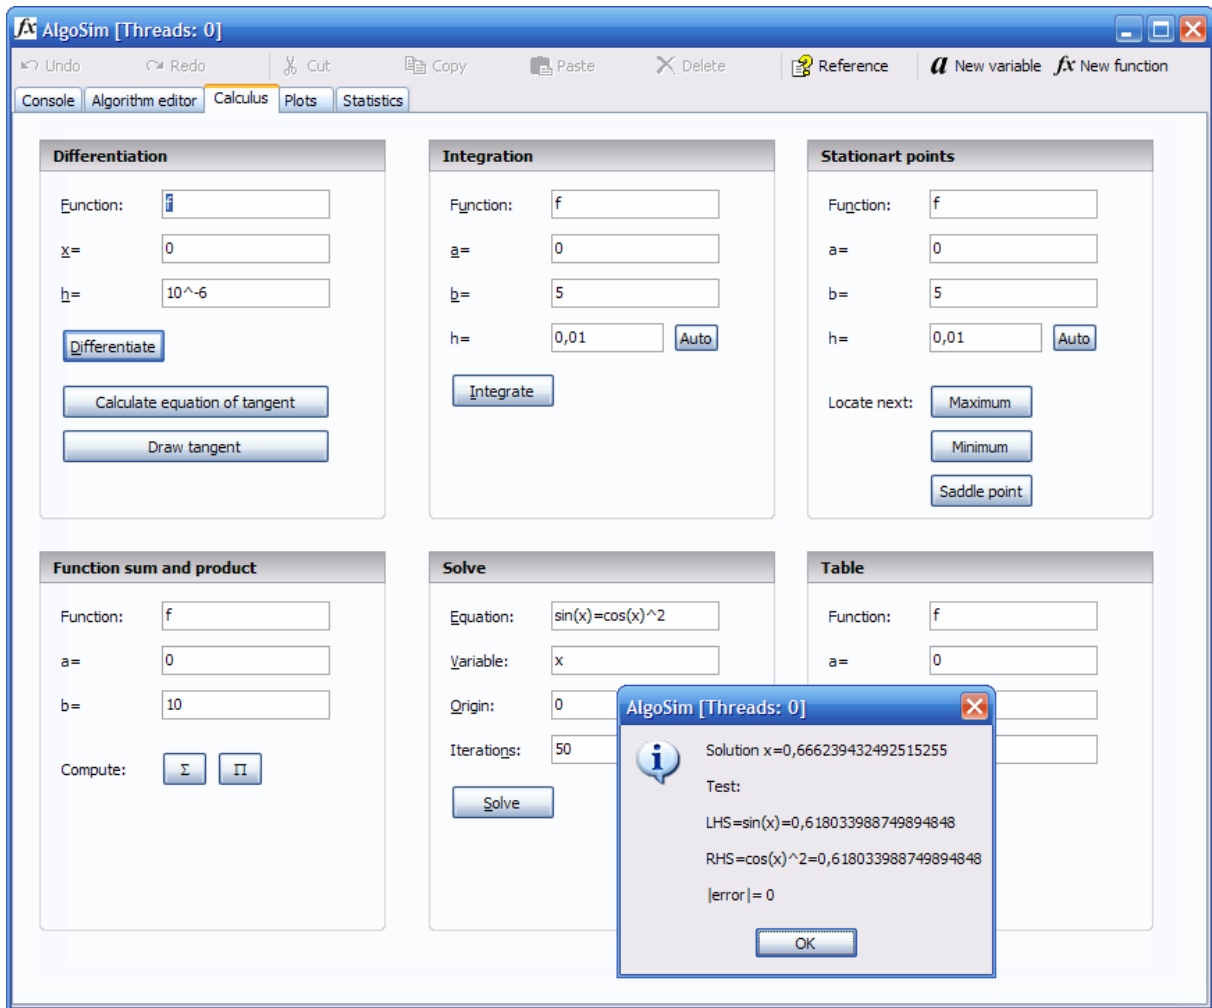 fx AlgoSim [Threads: 0]
Undo Redo Cut Copy Paste Delete Reference a New variable fx New function
Console Algorithm editor Calculus Plots Statistics
Differentiation
Function: f
x= 0
h= 10^-6
Differentiate
Calculate equation of tangent
Draw tangent
Integration
Function: f
a= 0
b= 5
h= 0,01 Auto
Integrate
Stationart points
Function: f
a= 0
b= 5
h= 0,01 Auto
Locate next: Maximum
Minimum
Saddle point
Function sum and product
Function: f
a= 0
b= 10
Compute: Σ Π
Solve
Equation: sin(x)=cos(x)^2
Variable: x
Origin: 0
Iterations: 50
Solve
Table
Function: f
a= 0
AlgoSim [Threads: 0]
Solution x=0,666239432492515255
Test:
LHS=sin(x)=0,618033988749894848
RHS=cos(x)^2=0,618033988749894848
|error|= 0
OK